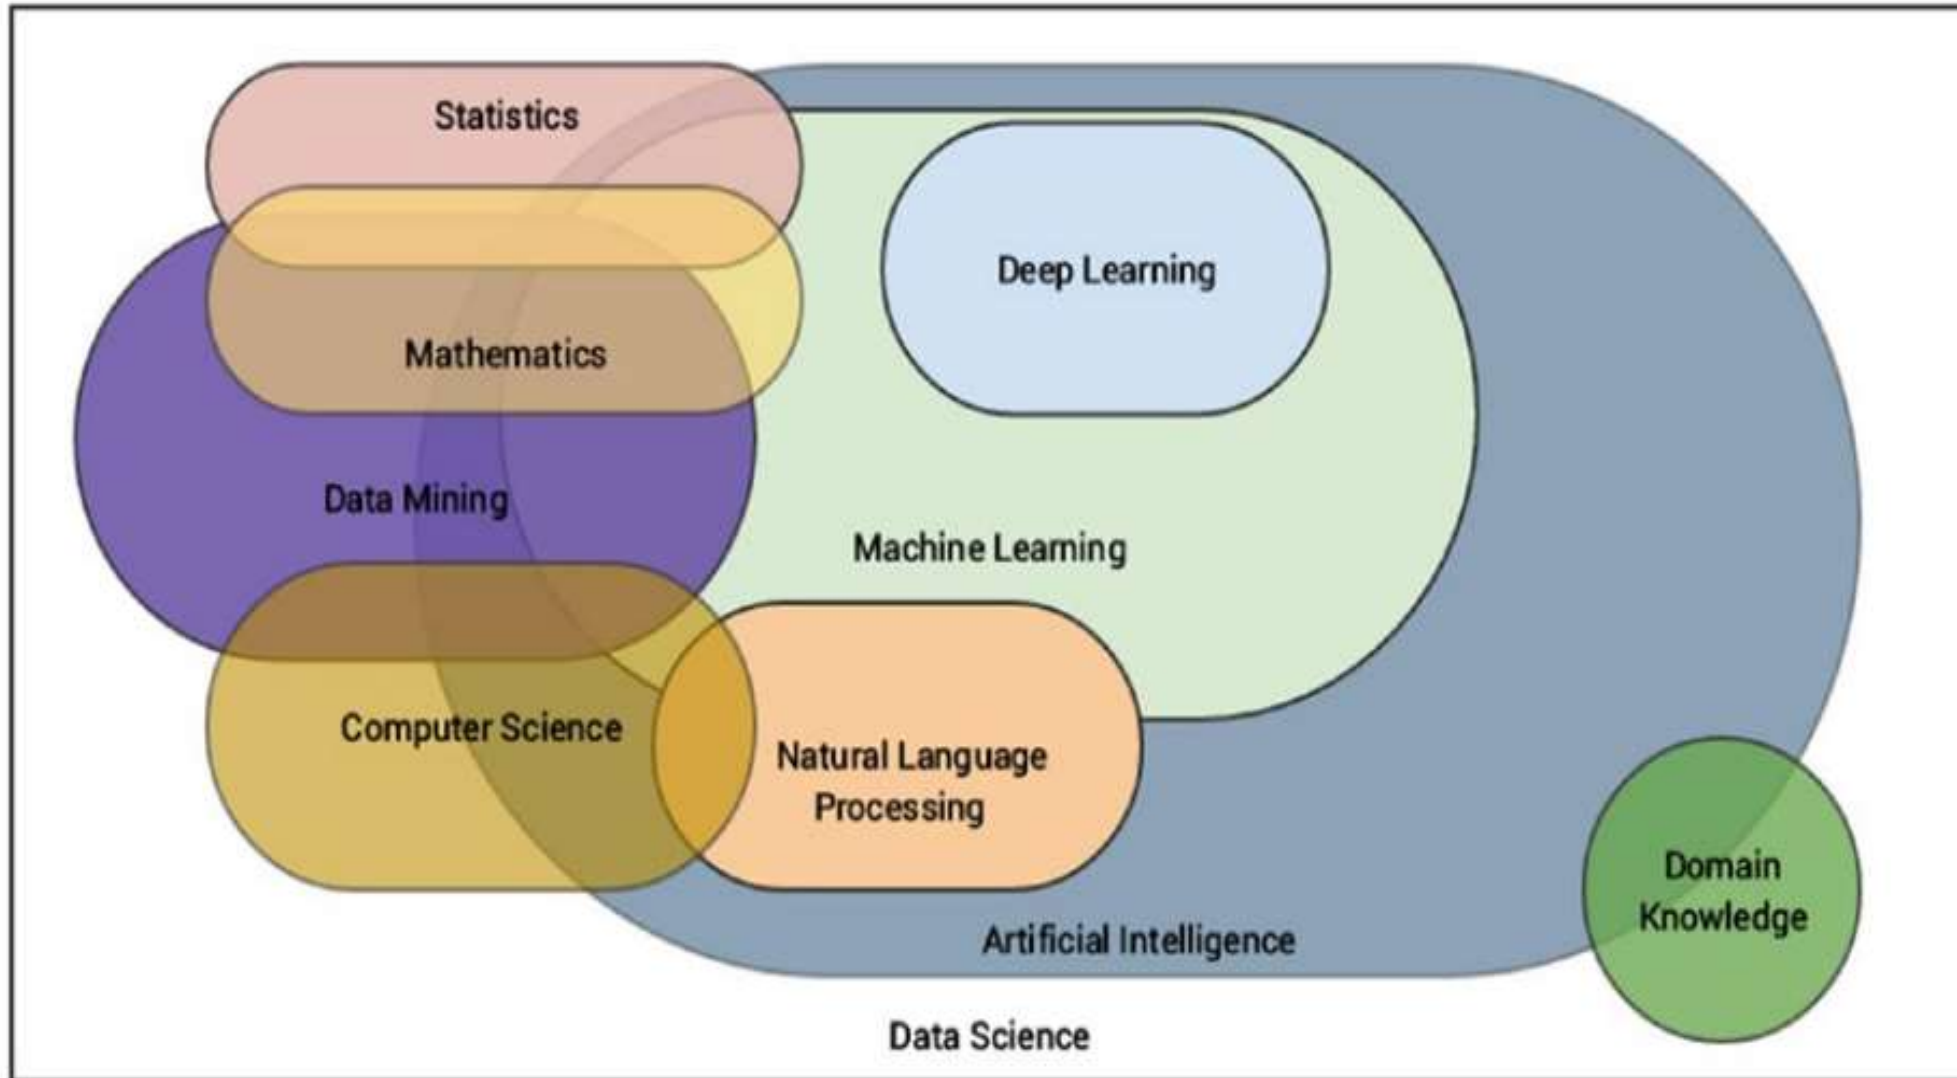 Statistics
Deep Learning
Mathematics
Data Mining
Machine Learning
Computer Science
Natural Language
Processing
Domain
Knowledge
Artificial Intelligence
Data Science